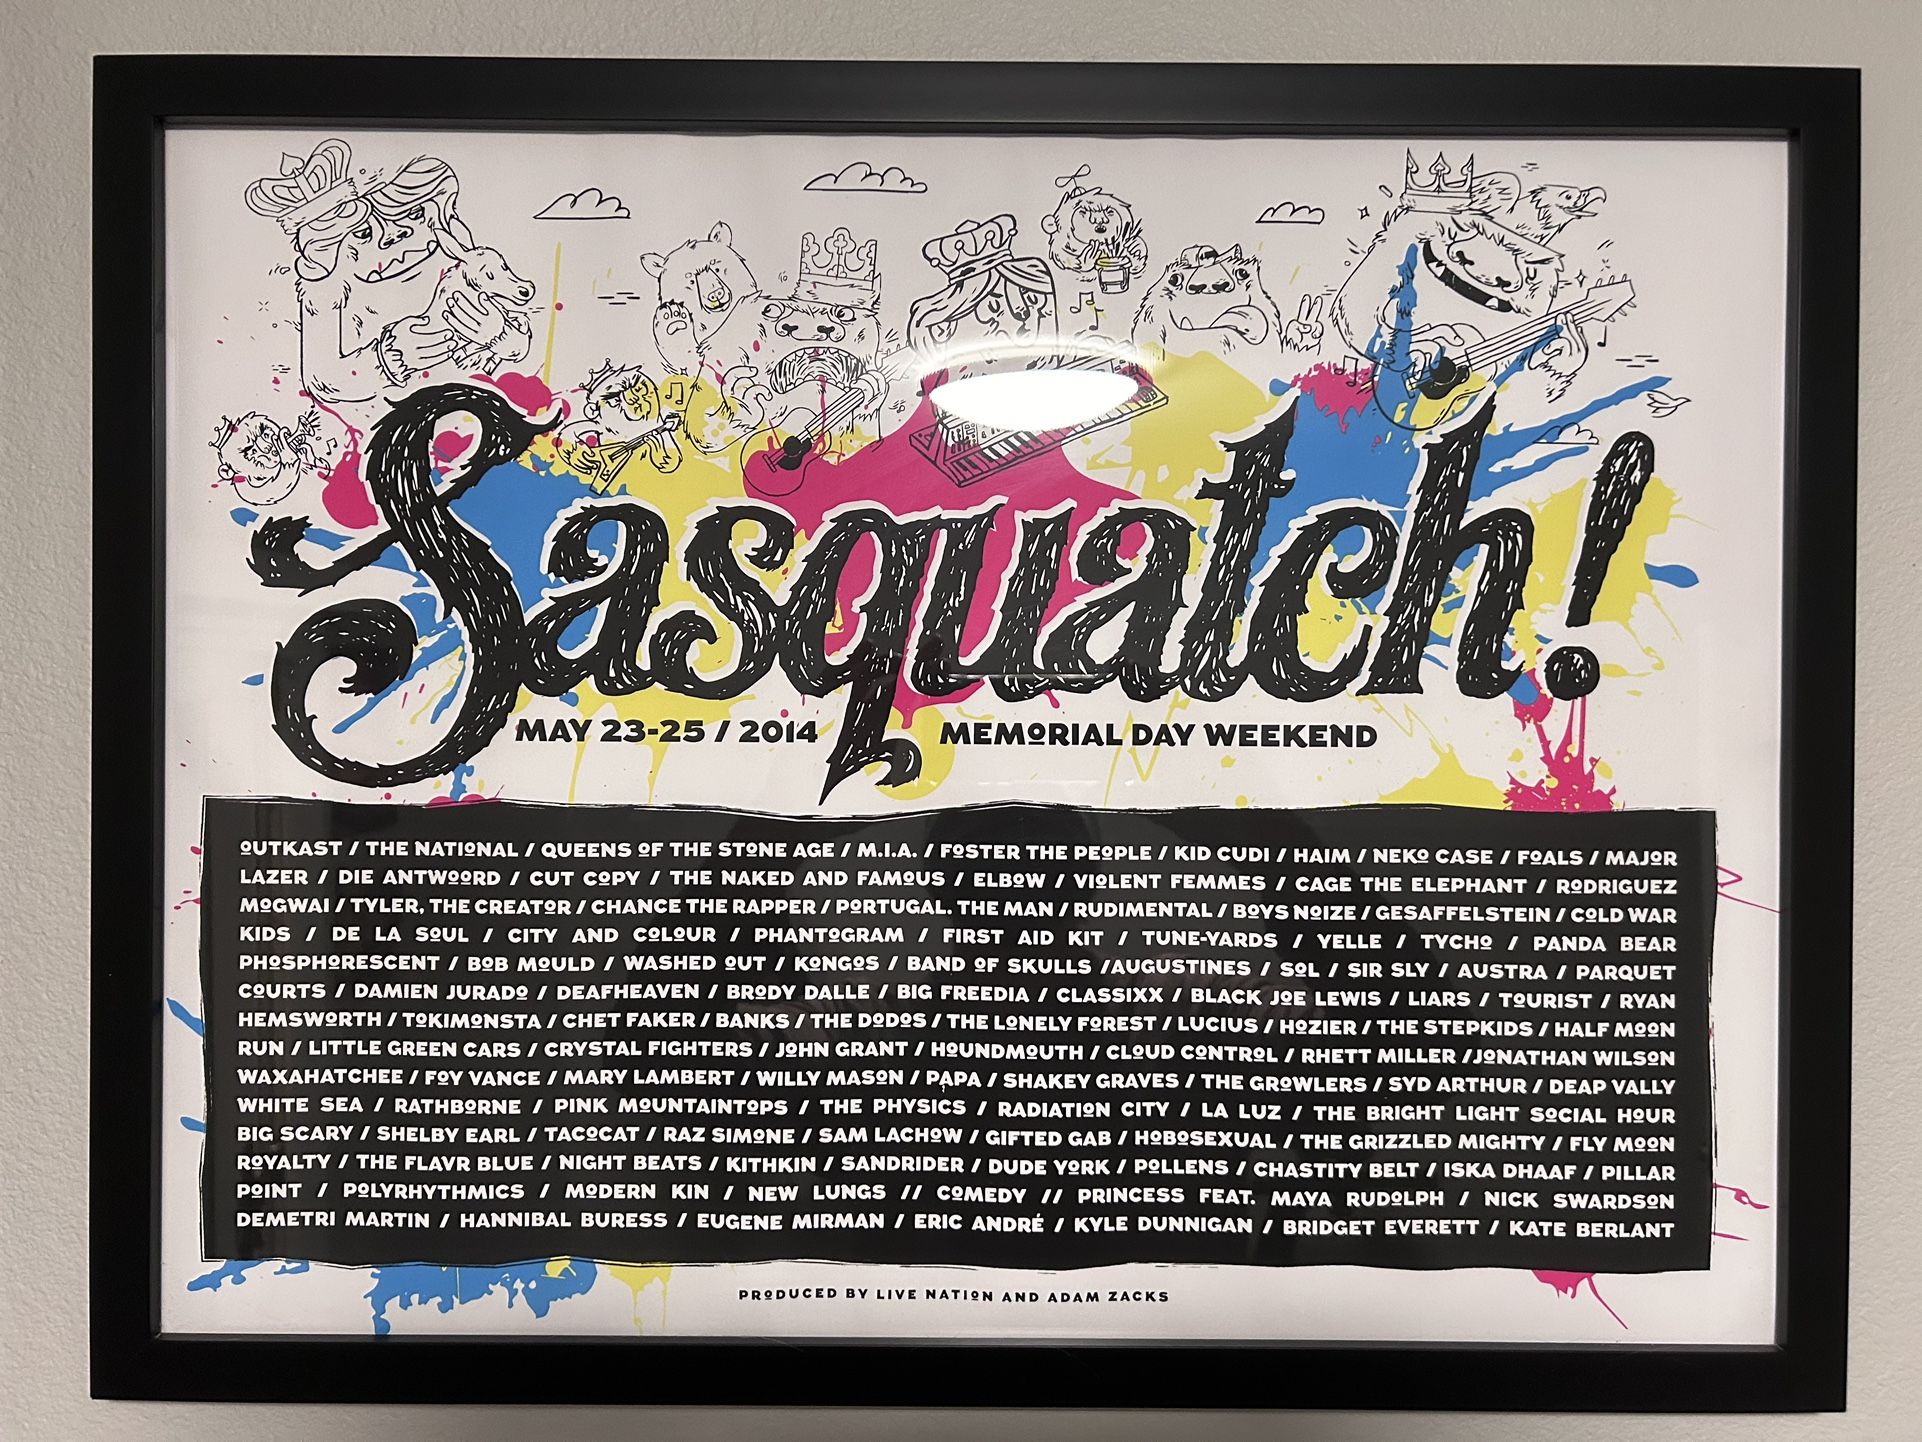 Sasquatch!
MAY 23-25 / 2014 MEMORIAL DAY WEEKEND
OUTKAST / THE NATIONAL / QUEENS OF THE STONE AGE / M.I.A. / FOSTER THE PEOPLE / KID CUDI / HAIM / NEKO CASE / FOALS / MAJOR
LAZER / DIE ANTWOORD / CUT COPY / THE NAKED AND FAMOUS / ELBOW / VIOLENT FEMMES / CAGE THE ELEPHANT / RODRIGUEZ
MOGWAI / TYLER, THE CREATOR / CHANCE THE RAPPER / PORTUGAL. THE MAN / RUDIMENTAL / BOYS NOIZE / GESAFFELSTEIN / COLD WAR
KIDS / DE LA SOUL / CITY AND COLOUR / PHANTOGRAM / FIRST AID KIT / TUNE-YARDS / YELLE / TYCHO / PANDA BEAR
PHOSPHORESCENT / BOB MOULD / WASHED OUT / KONGOS / BAND OF SKULLS /AUGUSTINES / SOL / SIR SLY / AUSTRA / PARQUET
COURTS / DAMIEN JURADO / DEAFHEAVEN / BRODY DALLE / BIG FREEDIA / CLASSIXX / BLACK JOE LEWIS / LIARS / TOURIST / RYAN
HEMSWORTH / TOKIMONSTA / CHET FAKER / BANKS / THE DODOS / THE LONELY FOREST / LUCIUS / HOZIER / THE STEPKIDS / HALF MOON
RUN / LITTLE GREEN CARS / CRYSTAL FIGHTERS / JOHN GRANT / HOUNDMOUTH / CLOUD CONTROL / RHETT MILLER /JONATHAN WILSON
WAXAHATCHEE / FOY VANCE / MARY LAMBERT / WILLY MASON / PAPA / SHAKEY GRAVES / THE GROWLERS / SYD ARTHUR / DEAP VALLY
WHITE SEA / RATHBORNE / PINK MOUNTAINTOPS / THE PHYSICS / RADIATION CITY / LA LUZ / THE BRIGHT LIGHT SOCIAL HOUR
BIG SCARY / SHELBY EARL / TACOCAT / RAZ SIMONE / SAM LACHOW / GIFTED GAB / HOBOSEXUAL / THE GRIZZLED MIGHTY / FLY MOON
ROYALTY / THE FLAVR BLUE / NIGHT BEATS / KITHKIN / SANDRIDER / DUDE YORK / POLLENS / CHASTITY BELT / ISKA DHAAF / PILLAR
POINT / POLYRHYTHMICS / MODERN KIN / NEW LUNGS // COMEDY // PRINCESS FEAT. MAYA RUDOLPH / NICK SWARDSON
DEMETRI MARTIN / HANNIBAL BURESS / EUGENE MIRMAN / ERIC ANDRÉ / KYLE DUNNIGAN / BRIDGET EVERETT / KATE BERLANT
PRODUCED BY LIVE NATION AND ADAM ZACKS